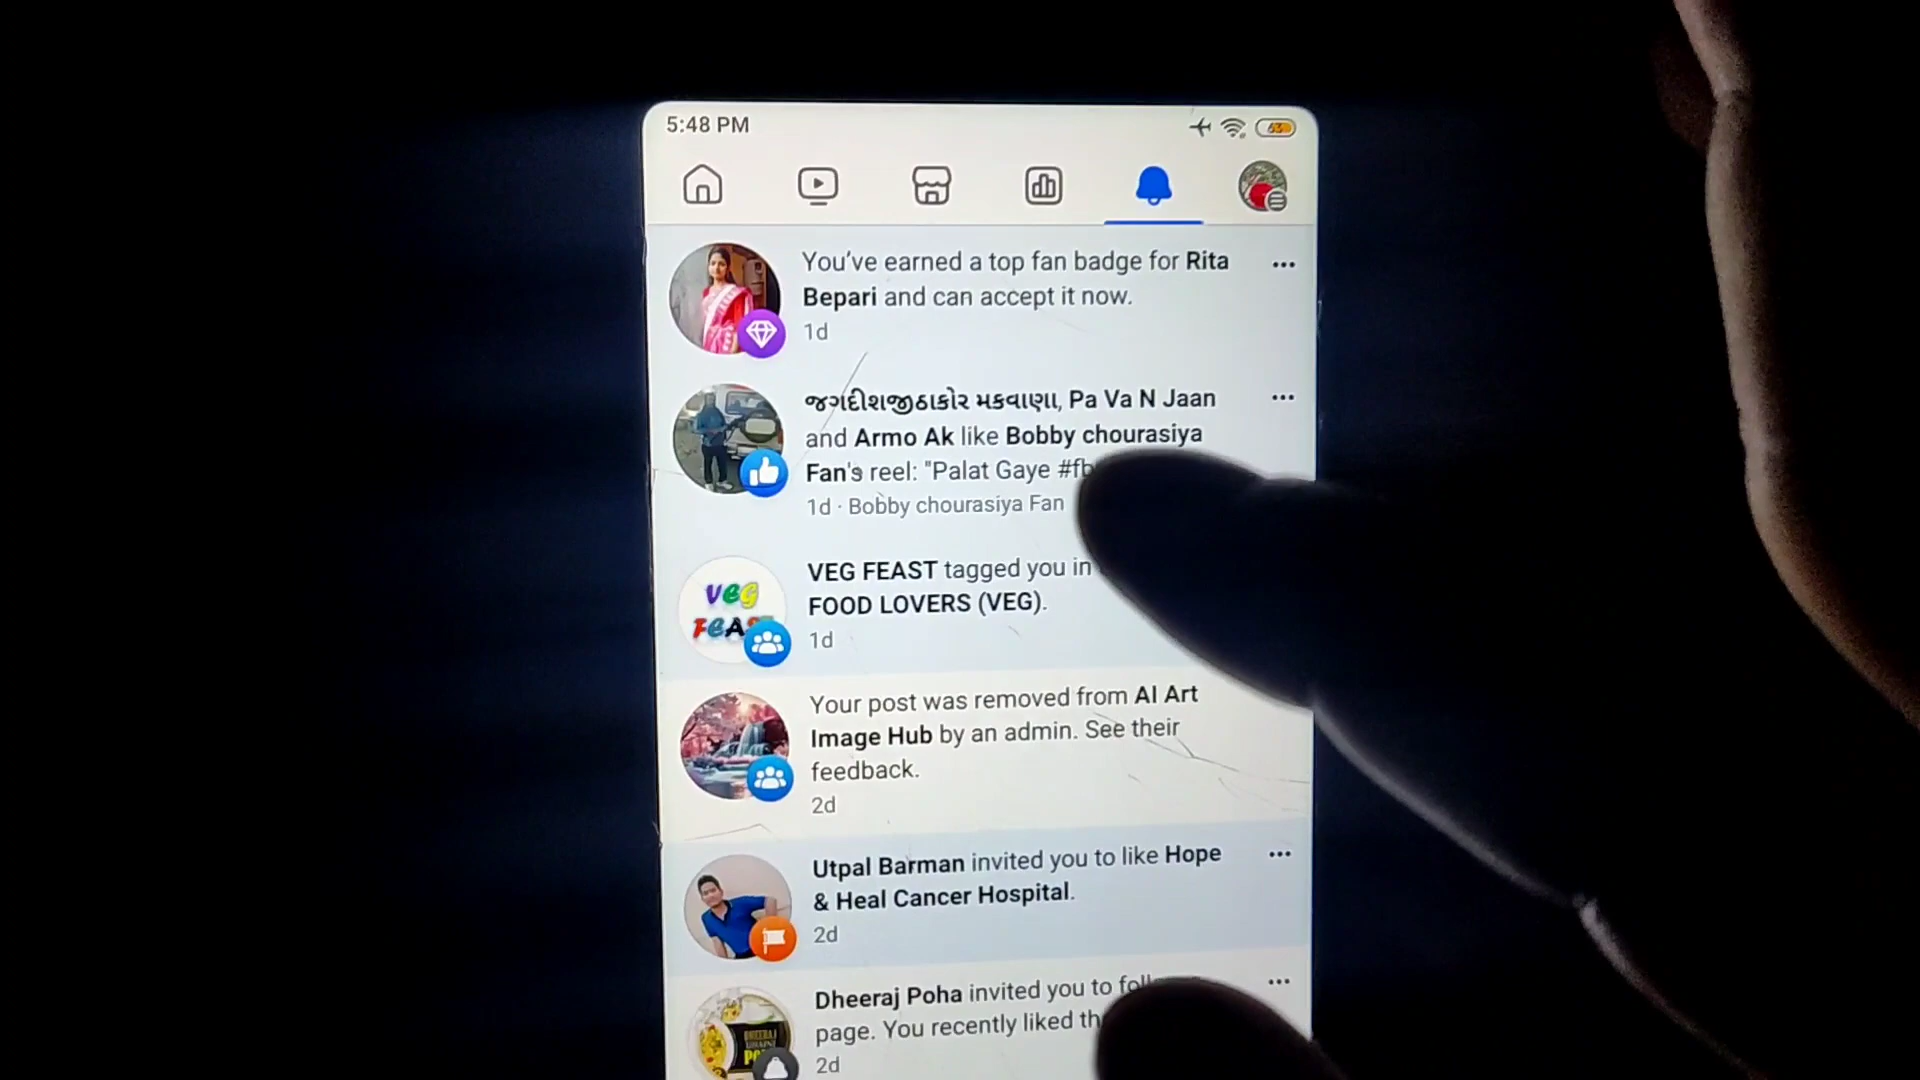 5:48 PM
63
You've earned a top fan badge for Rita
Bepari and can accept it now.
1d
જગદીશજીઠાકોર મકવાણા, Pa Va N Jaan
and Armo Ak like Bobby chourasiya
Fan's reel: "Palat Gaye #fb
1d · Bobby chourasiya Fan
VEG FEAST tagged you in
FOOD LOVERS (VEG).
1d
VEG
Your post was removed from AI Art
Image Hub by an admin. See their
feedback.
2d
Utpal Barman invited you to like Hope
& Heal Cancer Hospital.
2d
Dheeraj Poha invited you to
page. You recently liked
2d